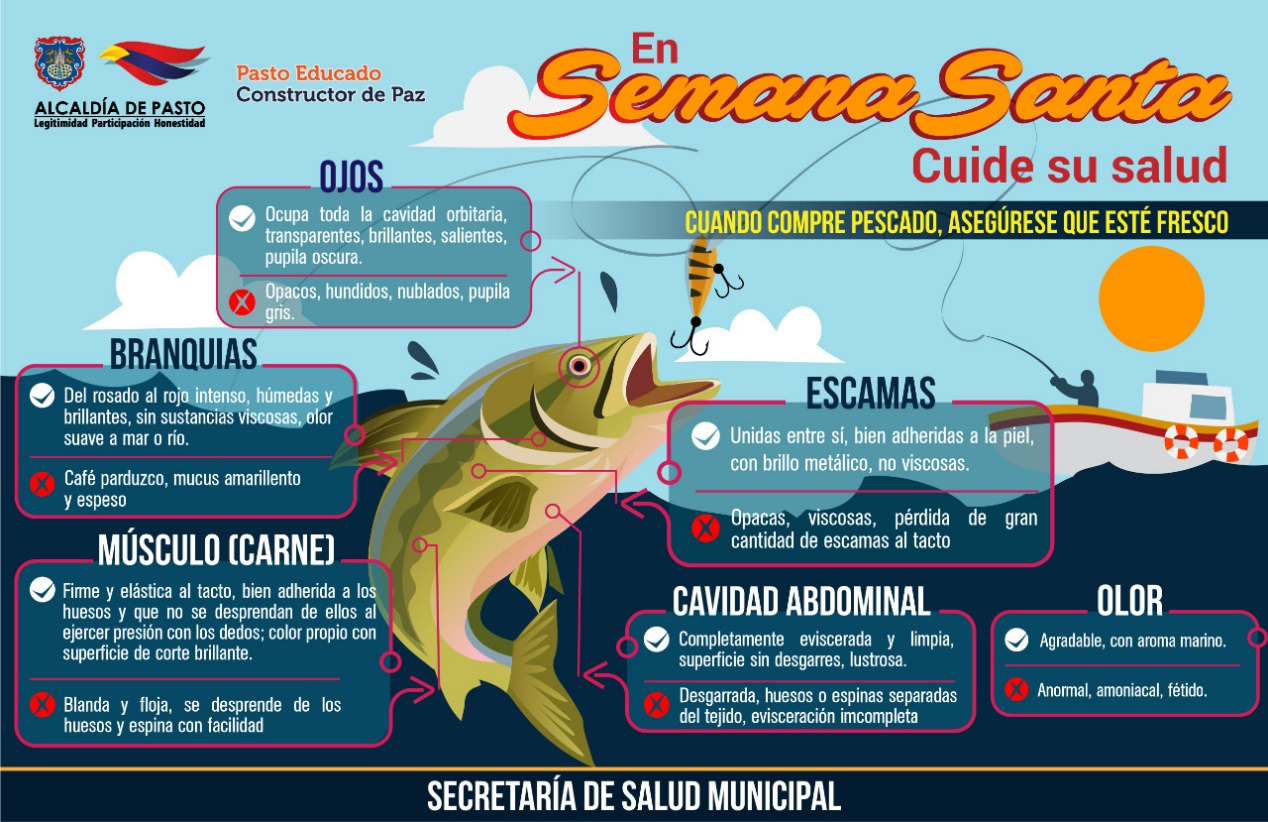 ALCALDÍA DE PASTO
Legitimidad Participación Honestidad
Pasto Educado
Constructor de Paz
En
Semana Santa
Cuide su salud
CUANDO COMPRE PESCADO, ASEGÚRESE QUE ESTÉ FRESCO
OJOS
Ocupa toda la cavidad orbitaria,
transparentes, brillantes, salientes,
pupila oscura.
Opacos, hundidos, nublados, pupila
gris.
BRANQUIAS
Del rosado al rojo intenso, húmedas y
brillantes, sin sustancias viscosas, olor
suave a mar o río.
Café parduzco, mucus amarillento
y espeso
ESCAMAS
Unidas entre sí, bien adheridas a la piel,
con brillo metálico, no viscosas.
Opacas, viscosas, pérdida de gran
cantidad de escamas al tacto
MÚSCULO (CARNE)
Firme y elástica al tacto, bien adherida a los
huesos y que no se desprendan de ellos al
ejercer presión con los dedos; color propio con
superficie de corte brillante.
Blanda y floja, se desprende de los
huesos y espina con facilidad
CAVIDAD ABDOMINAL
Completamente eviscerada y limpia,
superficie sin desgarres, lustrosa.
Desgarrada, huesos o espinas separadas
del tejido, evisceración imcompleta
OLOR
Agradable, con aroma marino.
Anormal, amoniacal, fétido.
SECRETARÍA DE SALUD MUNICIPAL